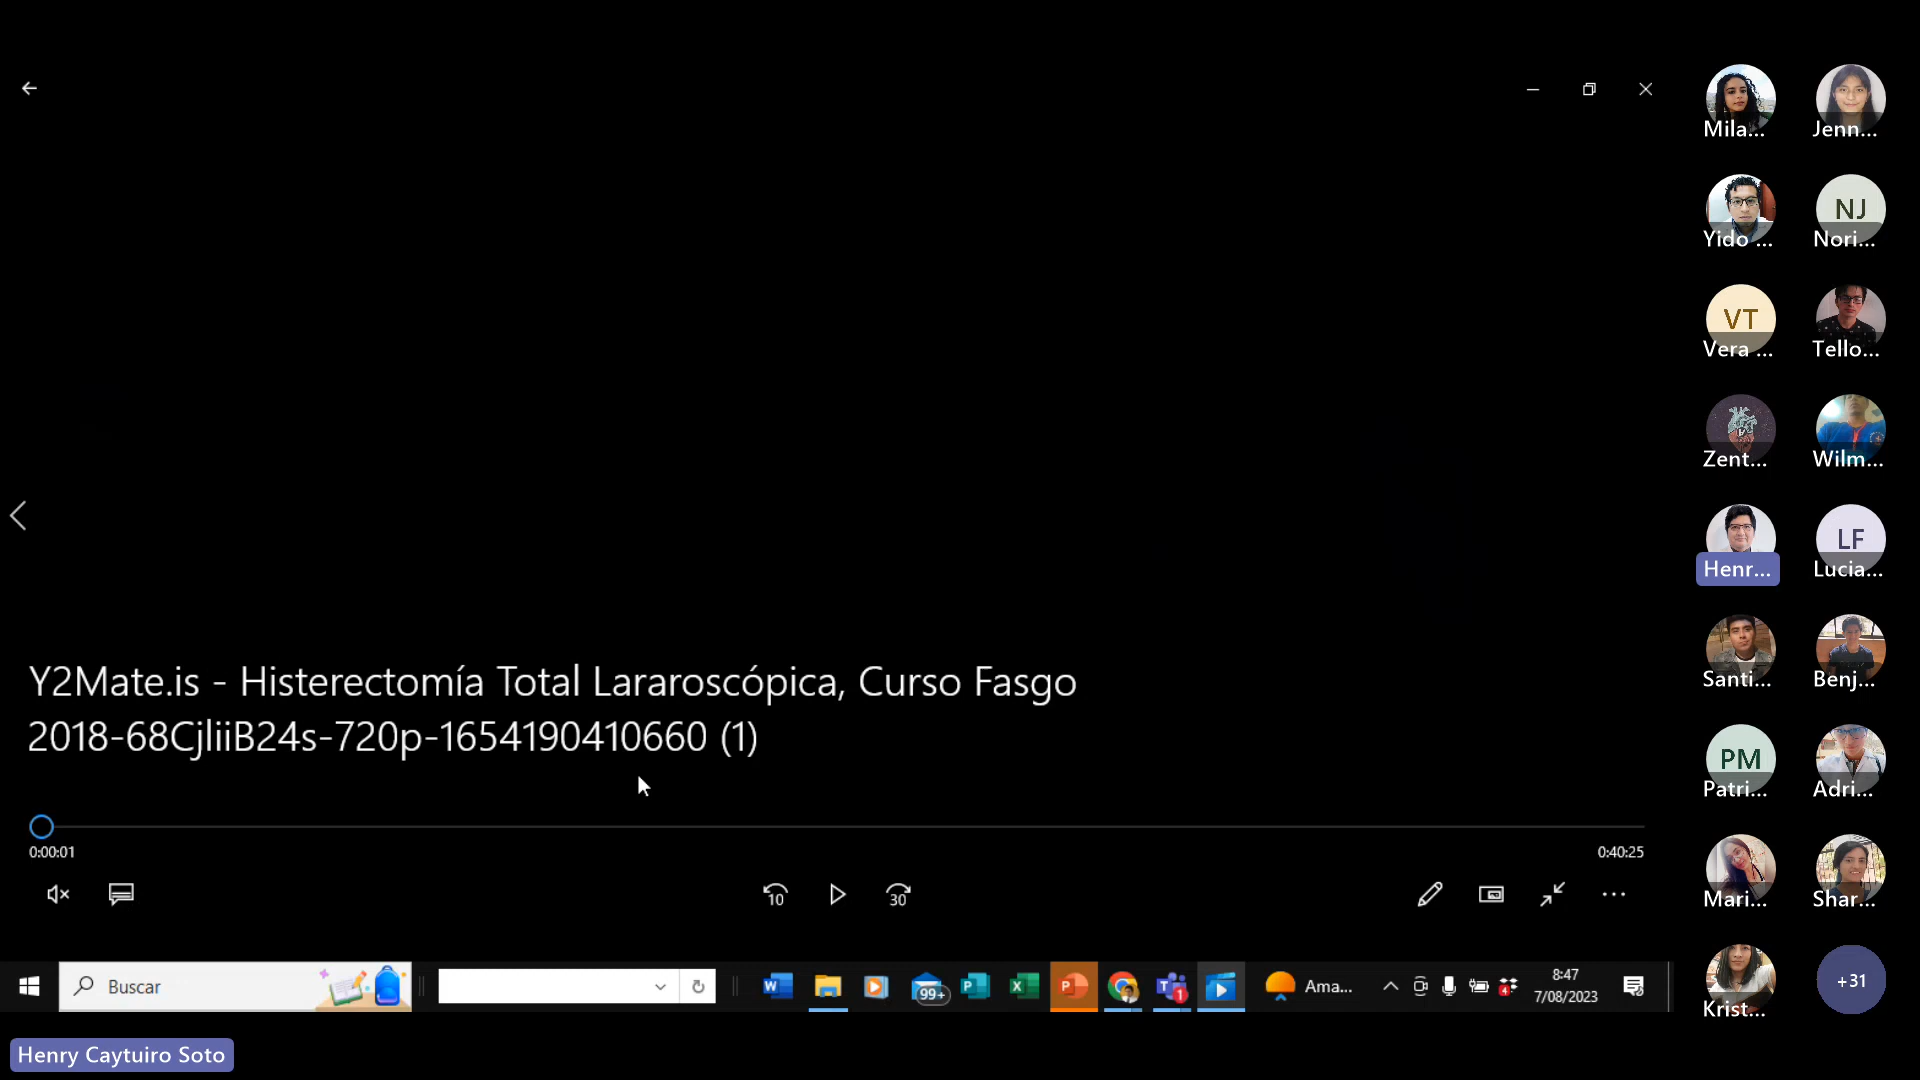 Mila...
Jenn...
Yido ...
NJ
Nori...
VT
Vera ...
Tello...
Zent...
Wilm...
Henr...
LF
Lucia...
Santi...
Benj...
PM
Patri...
Adri...
Mari...
Shar...
Krist...
+31
Y2Mate.is - Histerectomía Total Lararoscópica, Curso Fasgo
2018-68CjliiB24s-720p-1654190410660 (1)
0:00:01
0:40:25
10
30
Buscar
99+
1
Ama...
4
8:47
7/08/2023
Henry Caytuiro Soto